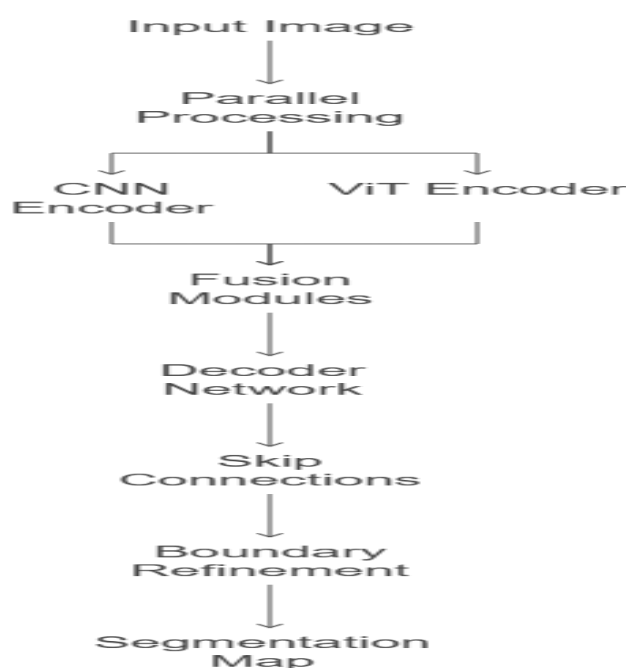 Input Image
Parallel
Processing
CNN
Encoder
ViT Encoder
Fusion
Modules
Decoder
Network
Skip
Connections
Boundary
Refinement
Segmentation
Map